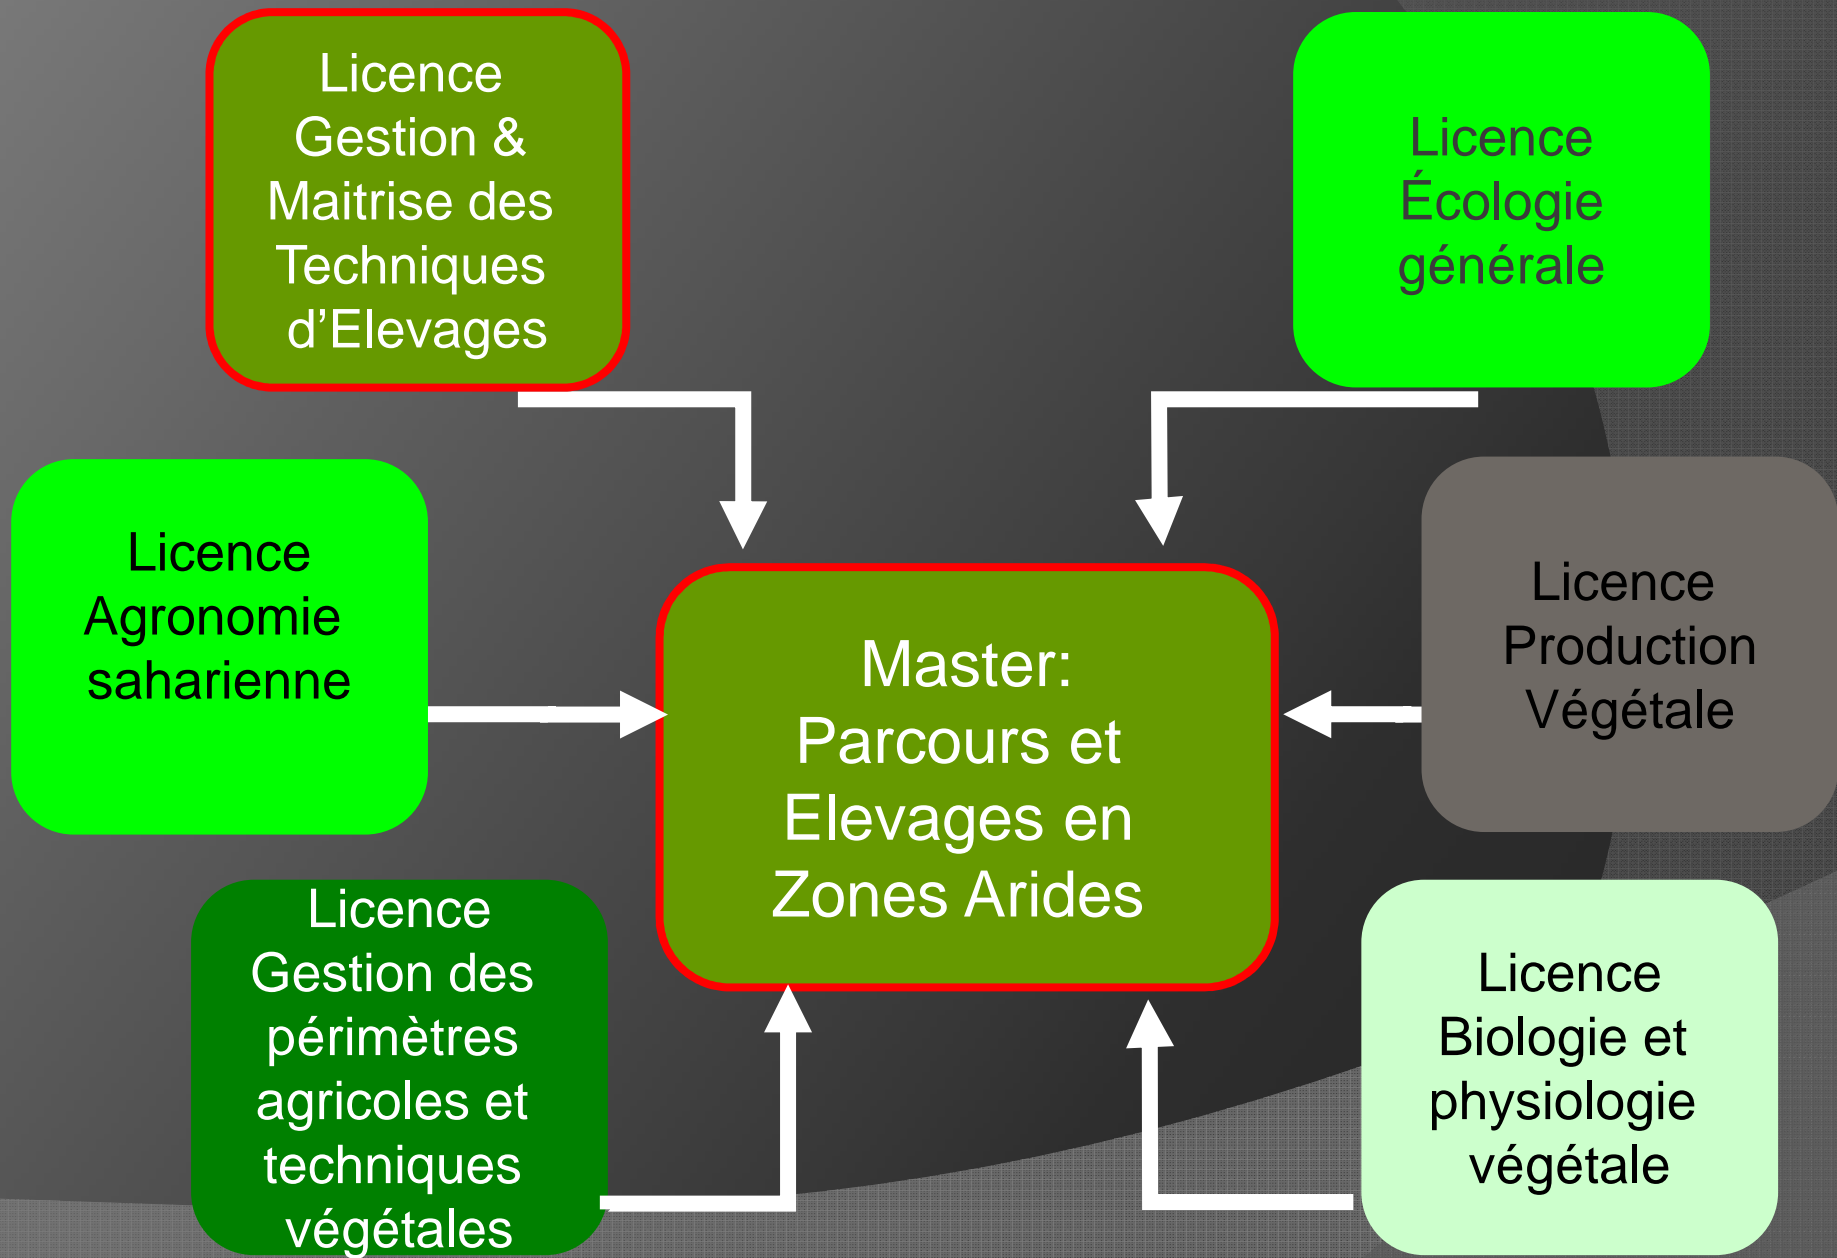 Licence
Gestion &
Maitrise des
Techniques
d’Elevages
Licence
Écologie
générale
Licence
Agronomie
saharienne
Licence
Production
Végétale
Master:
Parcours et
Elevages en
Zones Arides
Licence
Gestion des
périmètres
agricoles et
techniques
végétales
Licence
Biologie et
physiologie
végétale